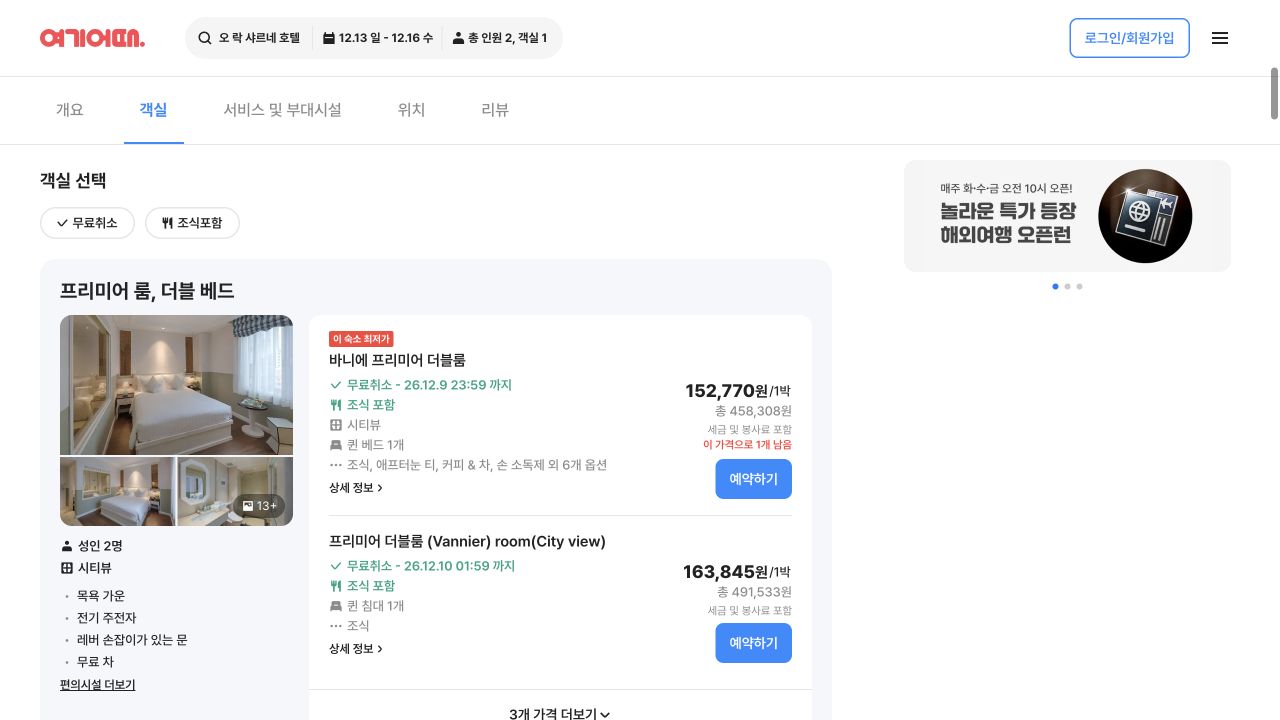 여기어때.
오 락 샤르네 호텔
12.13 일 - 12.16 수
총 인원 2, 객실 1
로그인/회원가입
개요
객실
서비스 및 부대시설
위치
리뷰
객실 선택
무료취소
조식포함
매주 화·수·금 오전 10시 오픈!
놀라운 특가 등장
해외여행 오픈런
프리미어 룸, 더블 베드
13+
성인 2명
시티뷰
· 목욕 가운
· 전기 주전자
· 레버 손잡이가 있는 문
· 무료 차
편의시설 더보기
이 숙소 최저가
바니에 프리미어 더블룸
무료취소 - 26.12.9 23:59 까지
조식 포함
시티뷰
퀸 베드 1개
조식, 애프터눈 티, 커피 & 차, 손 소독제 외 6개 옵션
상세 정보
152,770원/1박
총 458,308원
세금 및 봉사료 포함
이 가격으로 1개 남음
예약하기
프리미어 더블룸 (Vannier) room(City view)
무료취소 - 26.12.10 01:59 까지
조식 포함
퀸 침대 1개
조식
상세 정보
163,845원/1박
총 491,533원
세금 및 봉사료 포함
예약하기
3개 가격 더보기